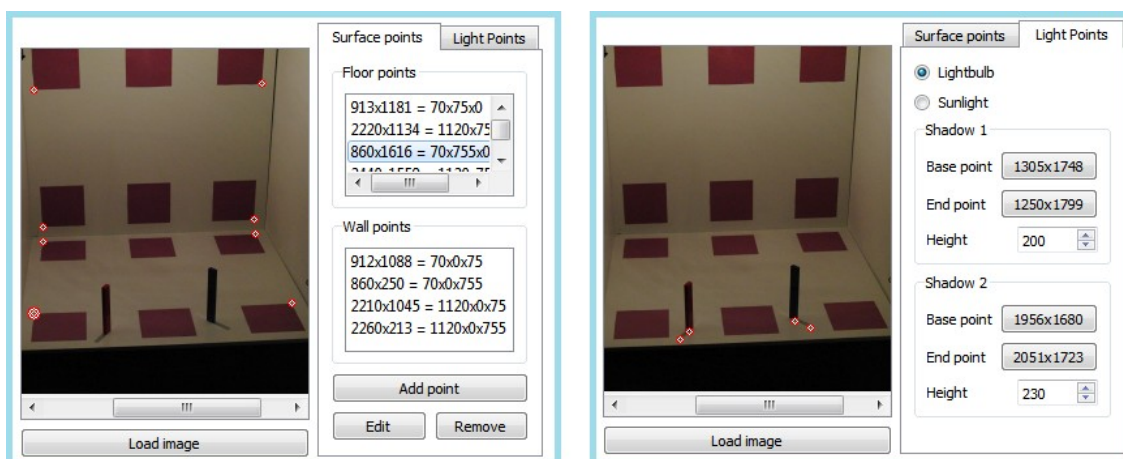 Surface points
Light Points
Floor points
913x1181 = 70x75x0
2220x1134 = 1120x75
860x1616 = 70x755x0
Wall points
912x1088 = 70x0x75
860x250 = 70x0x755
2210x1045 = 1120x0x75
2260x213 = 1120x0x755
Add point
Edit
Remove
Load image
Surface points
Light Points
Lightbulb
Sunlight
Shadow 1
Base point
1305x1748
End point
1250x1799
Height
200
Shadow 2
Base point
1956x1680
End point
2051x1723
Height
230
Load image